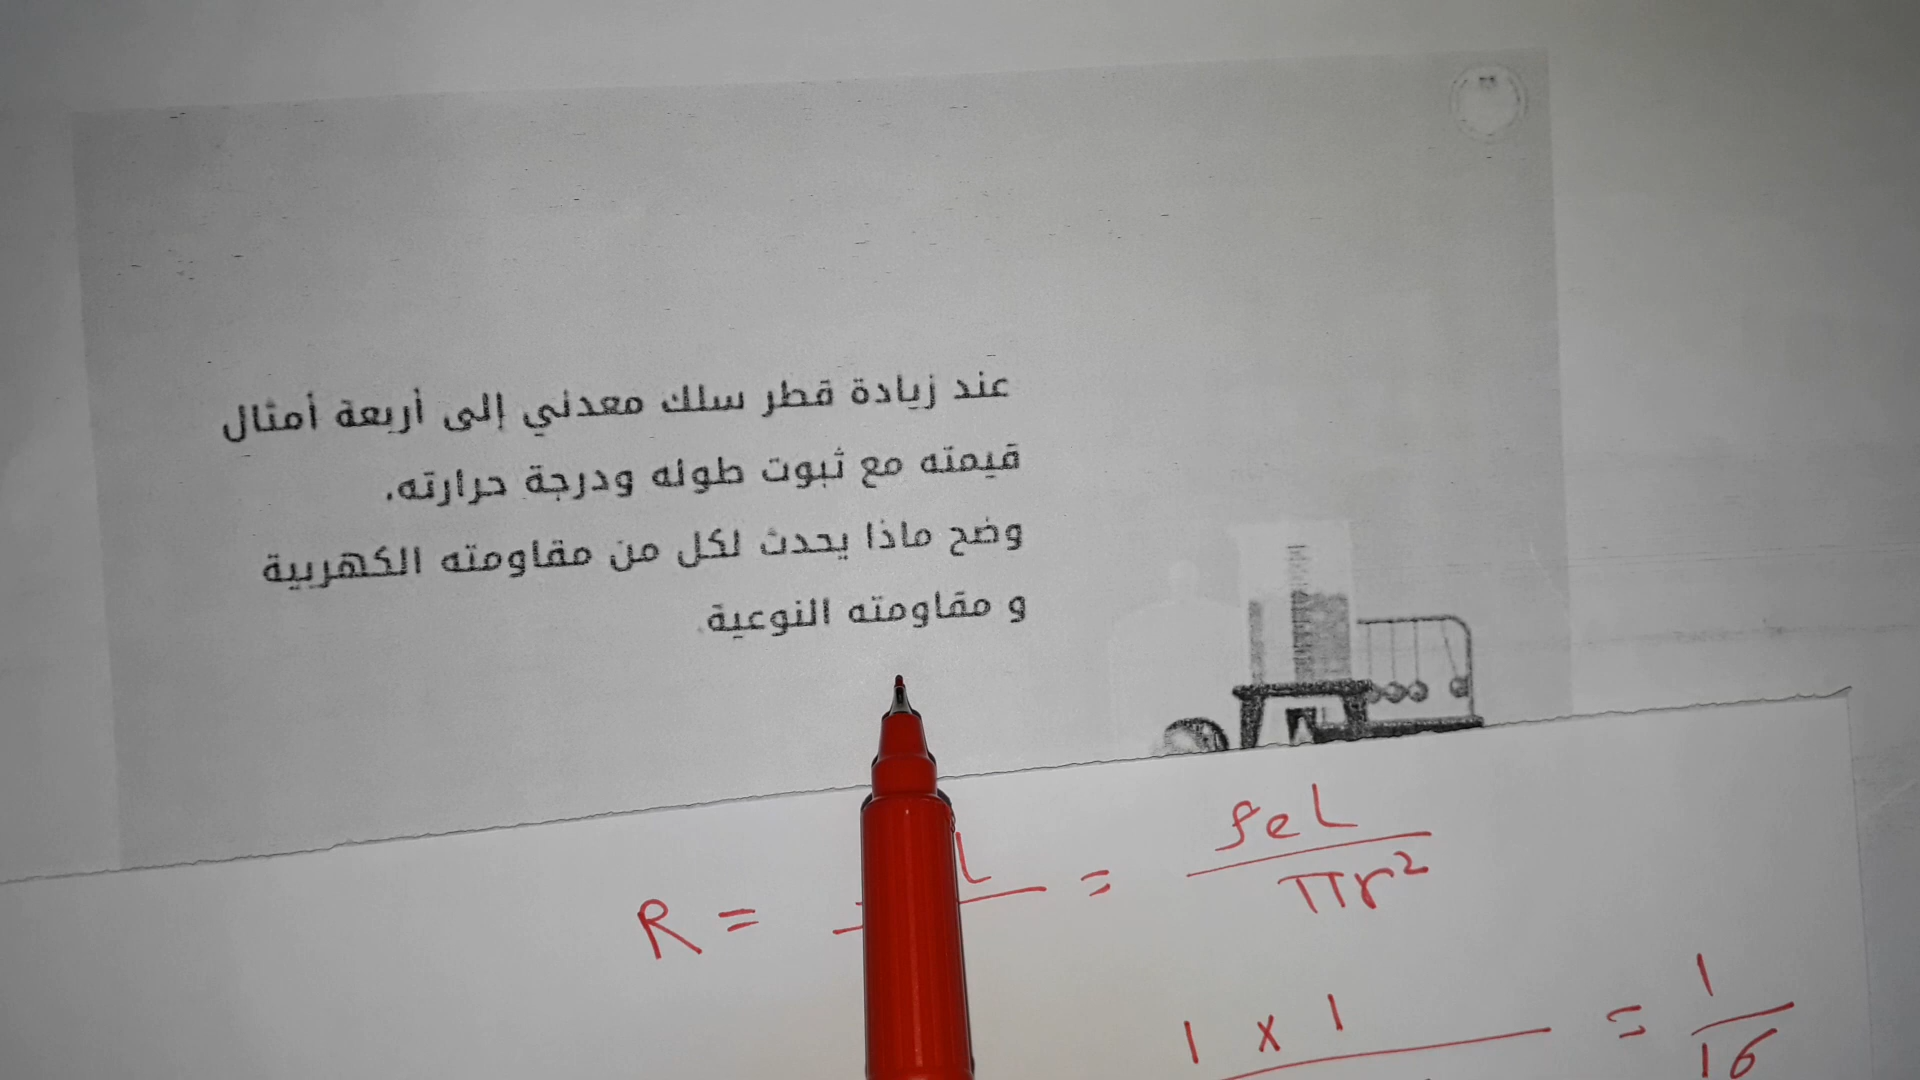 عند زيادة قطر سلك معدني إلى أربعة أمثال
قيمته مع ثبوت طوله ودرجة حرارته.
وضح ماذا يحدث لكل من مقاومته الكهربية
و مقاومته النوعية
R = L = ρeL / πr²
1 x 1 = 1/16